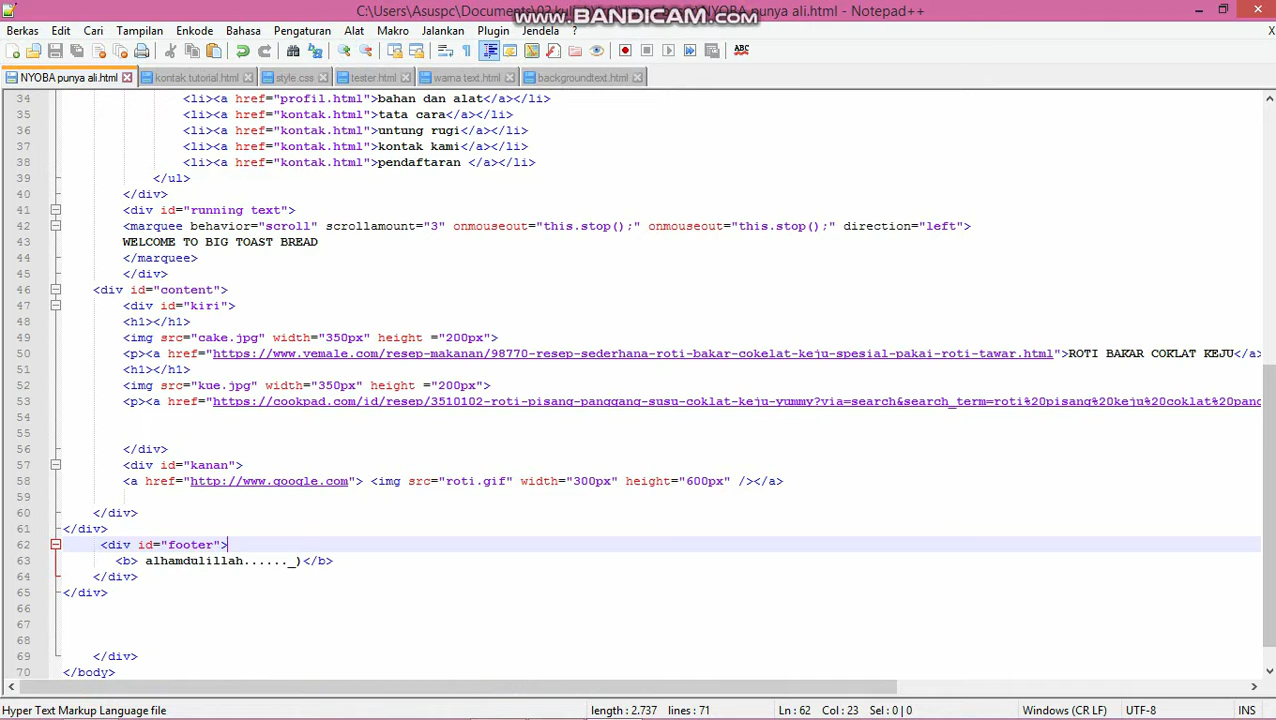 C:\Users\Asuspc\Documents\02 punya ali.html - Notepad++
www.BANDICAM.com
Berkas Edit Cari Tampilan Enkode Bahasa Pengaturan Alat Makro Jalankan Plugin Jendela ? X
ABC
NYOBA punya ali.html kontak tutorial.html style css tester.html warna text.html backgroundtext.html
34 <li><a href="profil.html">bahan dan alat</a></li>
35 <li><a href="kontak.html">tata cara</a></li>
36 <li><a href="kontak.html">untung rugi</a></li>
37 <li><a href="kontak.html">kontak kami</a></li>
38 <li><a href="kontak.html">pendaftaran </a></li>
39 </ul>
40 </div>
41 <div id="running text">
42 <marquee behavior="scroll" scrollamount="3" onmouseout="this.stop();" onmouseout="this.stop();" direction="left">
43 WELCOME TO BIG TOAST BREAD
44 </marquee>
45 </div>
46 <div id="content">
47 <div id="kiri">
48 <h1></h1>
49 <img src="cake.jpg" width="350px" height ="200px">
50 <p><a href="https://www.vemale.com/resep-makanan/98770-resep-sederhana-roti-bakar-cokelat-keju-spesial-pakai-roti-tawar.html">ROTI BAKAR COKLAT KEJU</a>
51 <h1></h1>
52 <img src="kue.jpg" width="350px" height ="200px">
53 <p><a href="https://cookpad.com/id/resep/3510102-roti-pisang-panggang-susu-coklat-keju-yummy?via=search&search_term=roti%20pisang%20keju%20coklat%20pang
54
55
56 </div>
57 <div id="kanan">
58 <a href="http://www.google.com"> <img src="roti.gif" width="300px" height="600px" /></a>
59
60 </div>
61 </div>
62 <div id="footer">
63 <b> alhamdulillah......_)</b>
64 </div>
65 </div>
66
67
68
69 </div>
70 </body>
Hyper Text Markup Language file length : 2.737 lines : 71 Ln : 62 Col : 23 Sel : 0 | 0 Windows (CR LF) UTF-8 INS